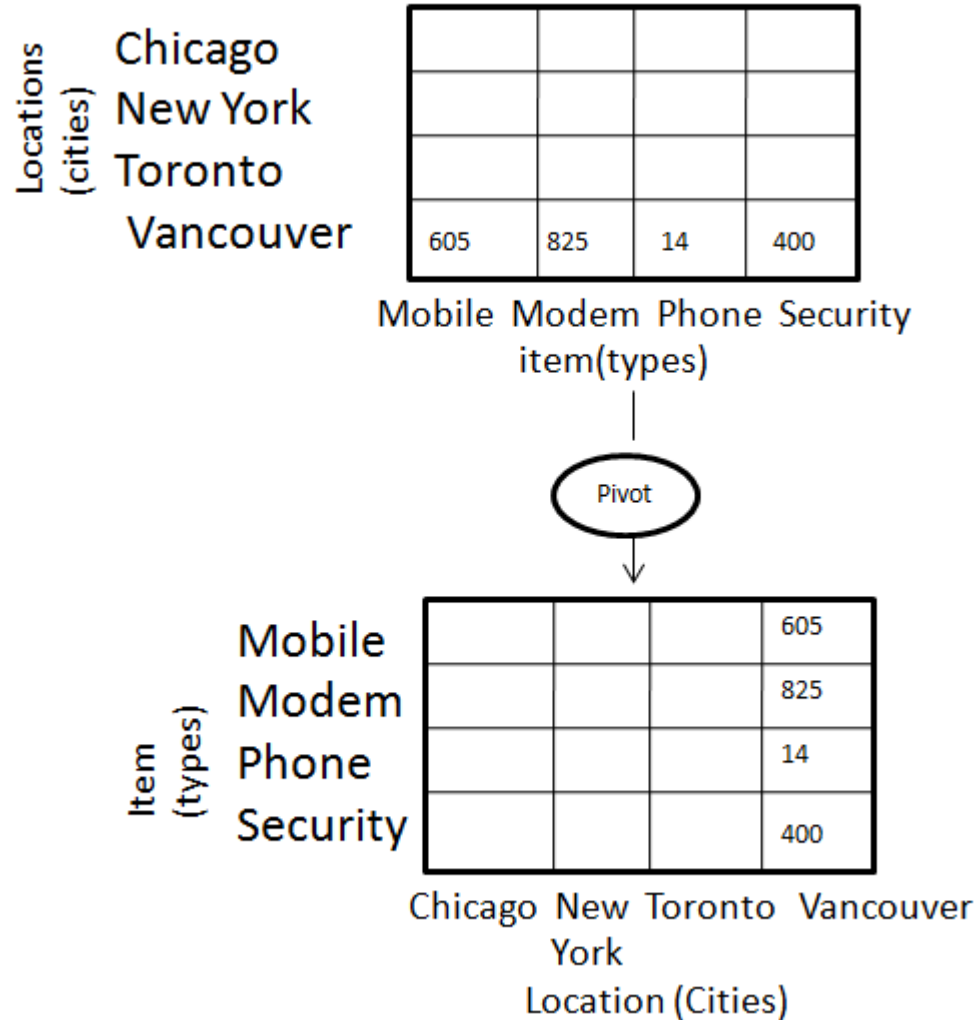 Locations
(cities)
Chicago
New York
Toronto
Vancouver
605 825 14 400
Mobile Modem Phone Security
item(types)
Pivot
Item
(types)
Mobile
Modem
Phone
Security
605
825
14
400
Chicago New Toronto Vancouver
York
Location (Cities)